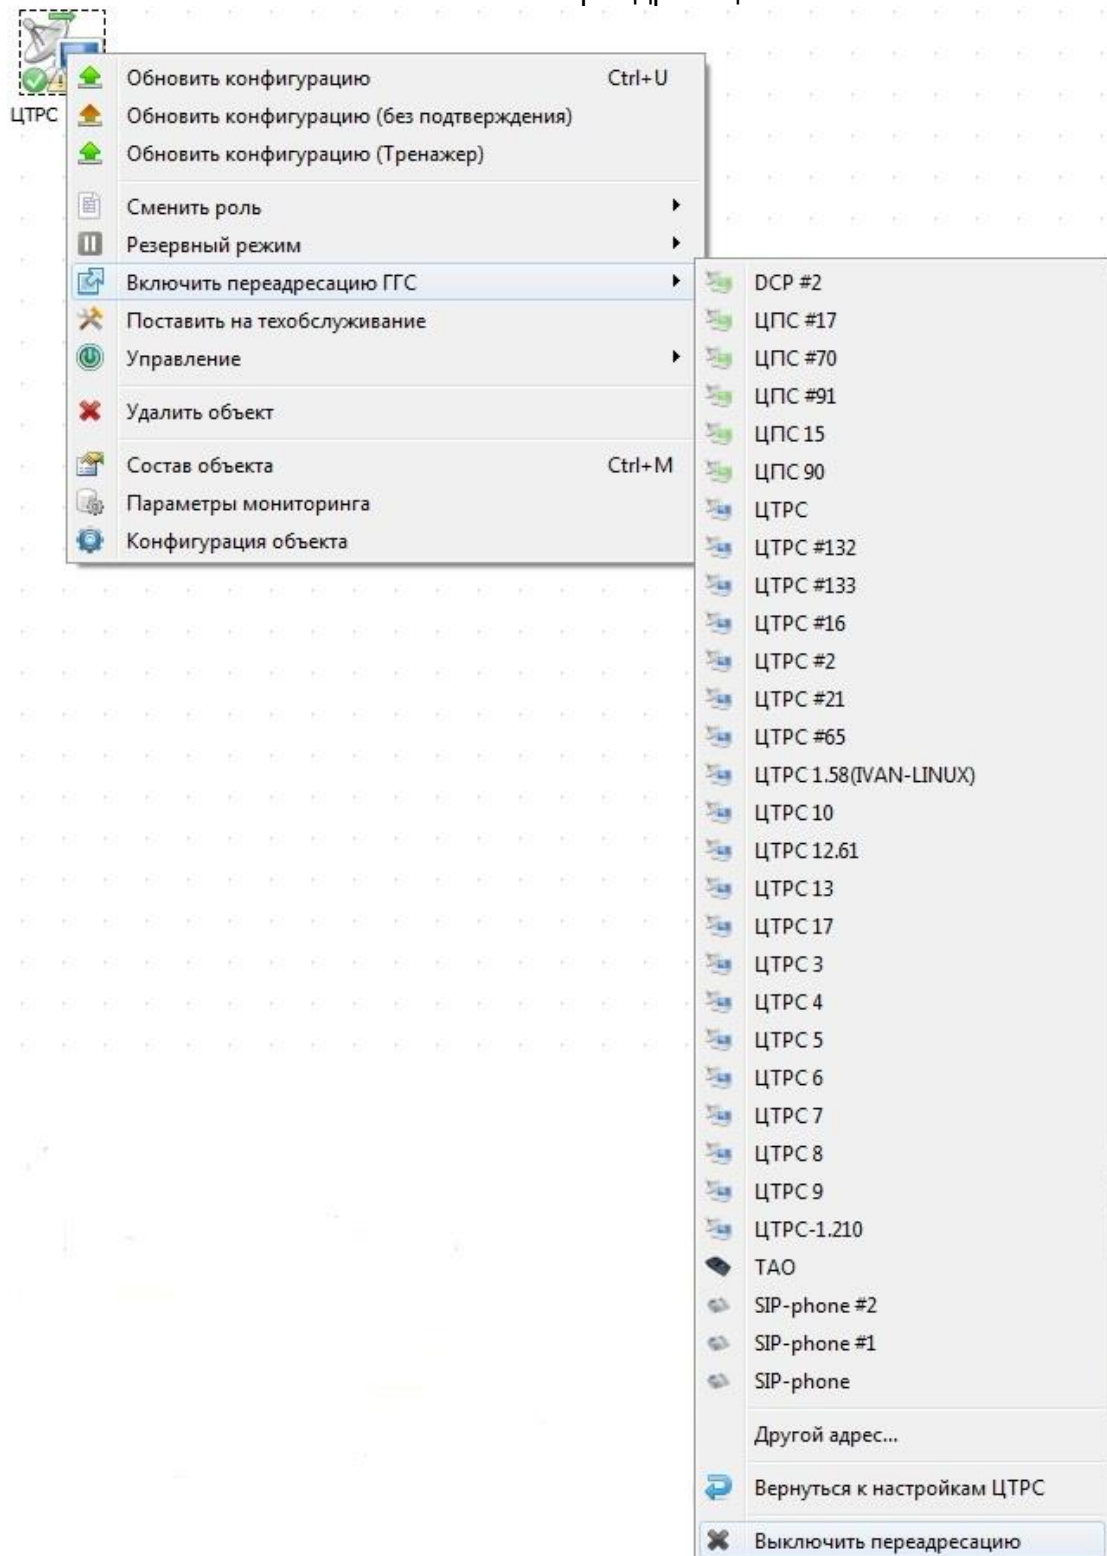 ЦТРС
Обновить конфигурацию Ctrl+U
Обновить конфигурацию (без подтверждения)
Обновить конфигурацию (Тренажер)
Сменить роль
Резервный режим
Включить переадресацию ГГС
Поставить на техобслуживание
Управление
Удалить объект
Состав объекта Ctrl+M
Параметры мониторинга
Конфигурация объекта
DCP #2
ЦПС #17
ЦПС #70
ЦПС #91
ЦПС 15
ЦПС 90
ЦТРС
ЦТРС #132
ЦТРС #133
ЦТРС #16
ЦТРС #2
ЦТРС #21
ЦТРС #65
ЦТРС 1.58(IVAN-LINUX)
ЦТРС 10
ЦТРС 12.61
ЦТРС 13
ЦТРС 17
ЦТРС 3
ЦТРС 4
ЦТРС 5
ЦТРС 6
ЦТРС 7
ЦТРС 8
ЦТРС 9
ЦТРС-1.210
ТАО
SIP-phone #2
SIP-phone #1
SIP-phone
Другой адрес...
Вернуться к настройкам ЦТРС
Выключить переадресацию